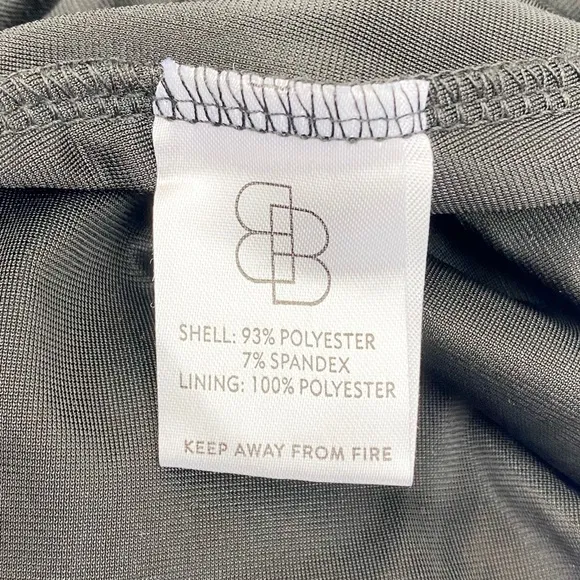 SHELL: 93% POLYESTER
7% SPANDEX
LINING: 100% POLYESTER
KEEP AWAY FROM FIRE